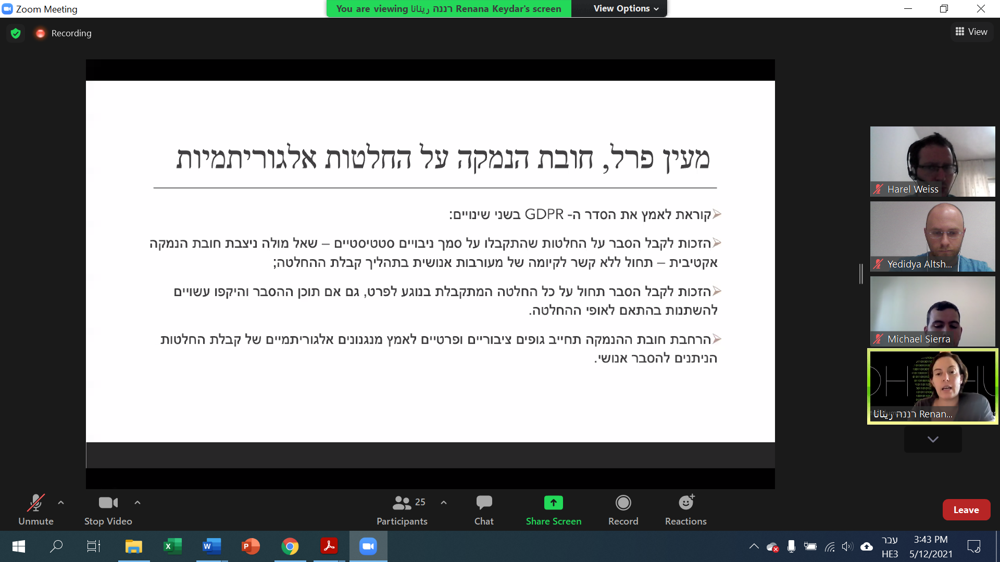 Zoom Meeting
You are viewing רננה רינאנא Renana Keydar's screen
View Options
Recording
View
מעין פרל, חובת הנמקה על החלטות אלגוריתמיות
קוראת לאמץ את הסדר ה- GDPR בשני שינויים:
הזכות לקבל הסבר על החלטות שהתקבלו על סמך ניבויים סטטיסטיים – שאל מולה ניצבת חובת הנמקה
אקטיבית – תחול ללא קשר לקיומה של מעורבות אנושית בתהליך קבלת ההחלטה;
הזכות לקבל הסבר תחול על כל החלטה המתקבלת בנוגע לפרט, גם אם תוכן ההסבר והיקפו עשויים
להשתנות בהתאם לאופי ההחלטה.
הרחבת חובת ההנמקה תחייב גופים ציבוריים ופרטיים לאמץ מנגנונים אלגוריתמיים של קבלת החלטות
הניתנים להסבר אנושי.
Harel Weiss
Yedidya Altsh...
Michael Sierra
רננה Renan...
Unmute
Stop Video
25
Participants
Chat
Share Screen
Record
Reactions
Leave
עבר
HE3
3:43 PM
5/12/2021